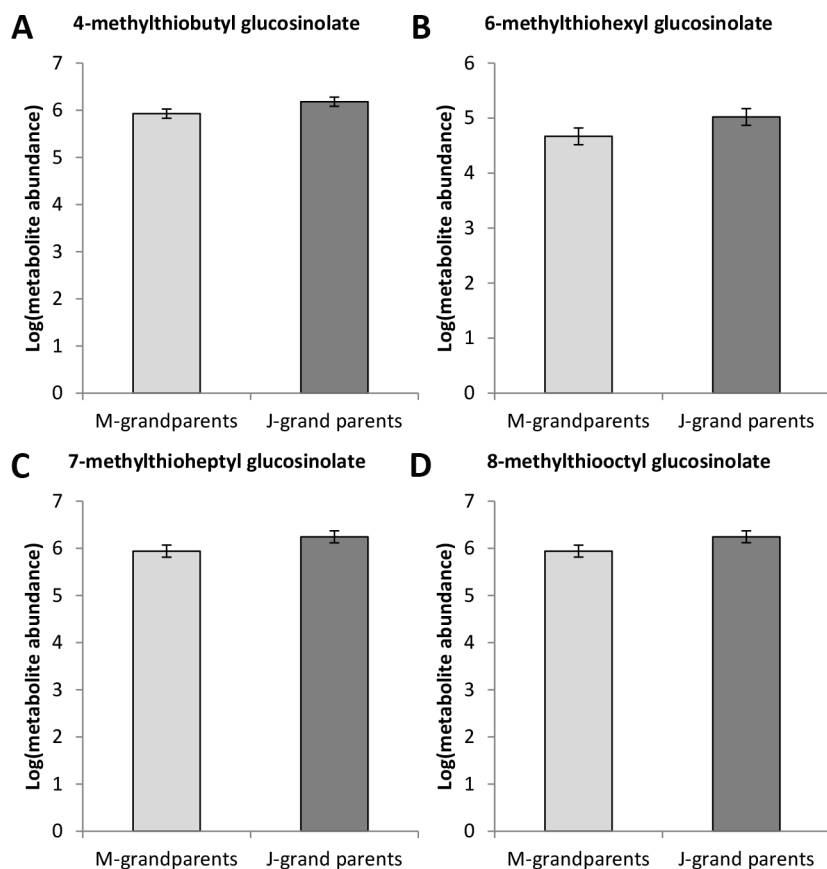 A
4-methylthiobutyl glucosinolate
Log(metabolite abundance)
7
6
5
4
3
2
1
0
M-grandparents
J-grand parents
B
6-methylthiohexyl glucosinolate
Log(metabolite abundance)
6
5
4
3
2
1
0
M-grandparents
J-grand parents
C
7-methylthioheptyl glucosinolate
Log(metabolite abundance)
7
6
5
4
3
2
1
0
M-grandparents
J-grand parents
D
8-methylthiooctyl glucosinolate
Log(metabolite abundance)
7
6
5
4
3
2
1
0
M-grandparents
J-grand parents